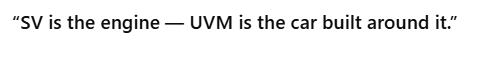 “SV is the engine — UVM is the car built around it.”